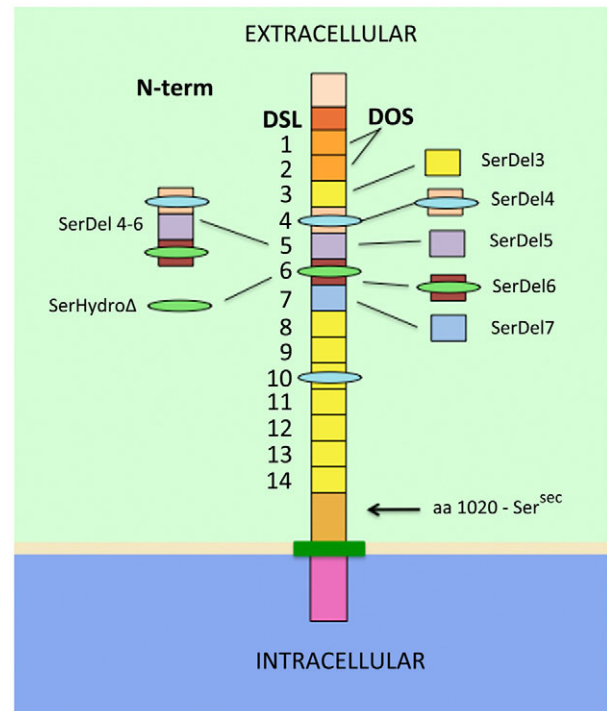 EXTRACELLULAR
N-term
DSL
DOS
1
2
3
4
5
6
7
8
9
10
11
12
13
14
SerDel 4-6
SerHydroΔ
SerDel3
SerDel4
SerDel5
SerDel6
SerDel7
aa 1020 - Ser^sec
INTRACELLULAR